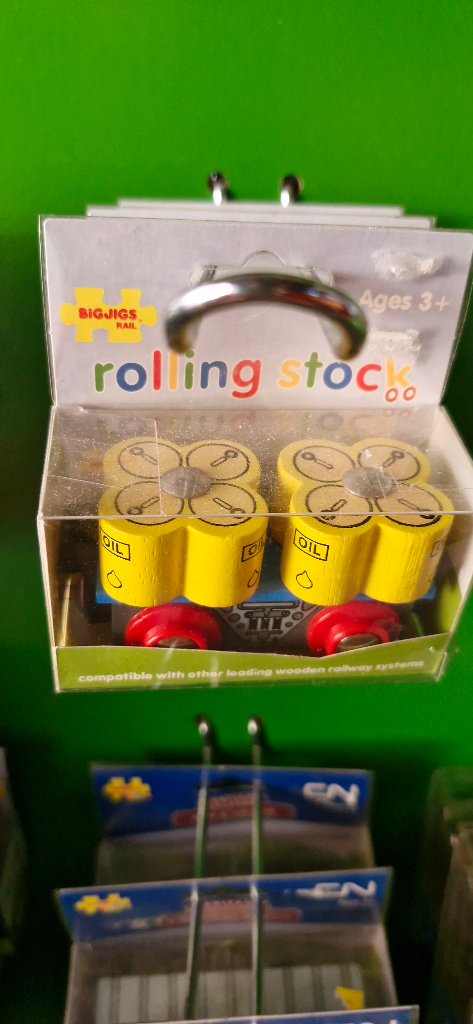 Ages 3+
BIGJIGS
RAIL
rolling stock
OIL
OIL
OIL
compatible with other leading wooden railway systems
CN
CN